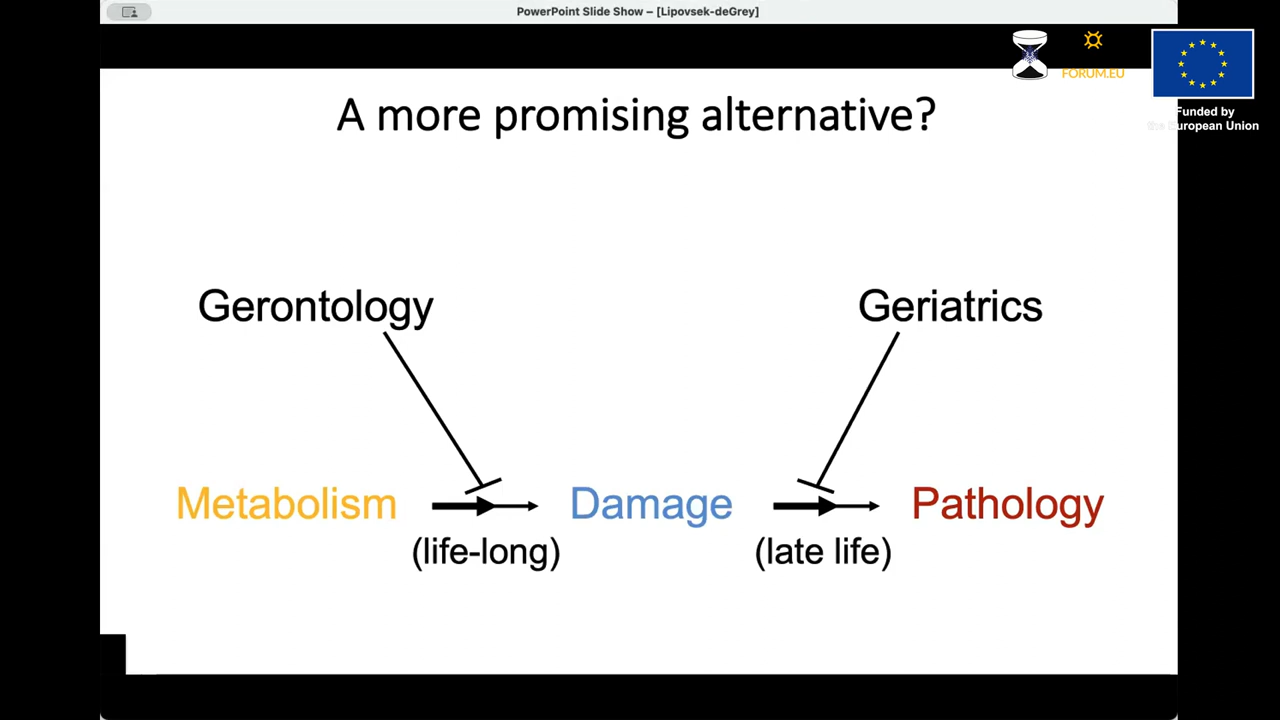 PowerPoint Slide Show – [Lipovsek-deGrey]
FORUM.EU
Funded by
the European Union
A more promising alternative?
Gerontology
Geriatrics
Metabolism
Damage
Pathology
(life-long)
(late life)